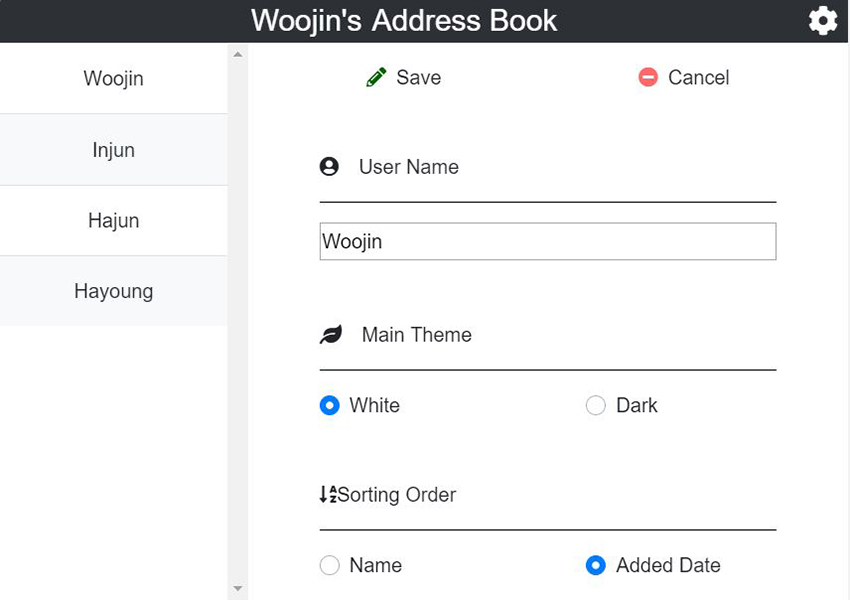 Woojin's Address Book
Woojin
Injun
Hajun
Hayoung
Save
Cancel
User Name
Woojin
Main Theme
White
Dark
Sorting Order
Name
Added Date